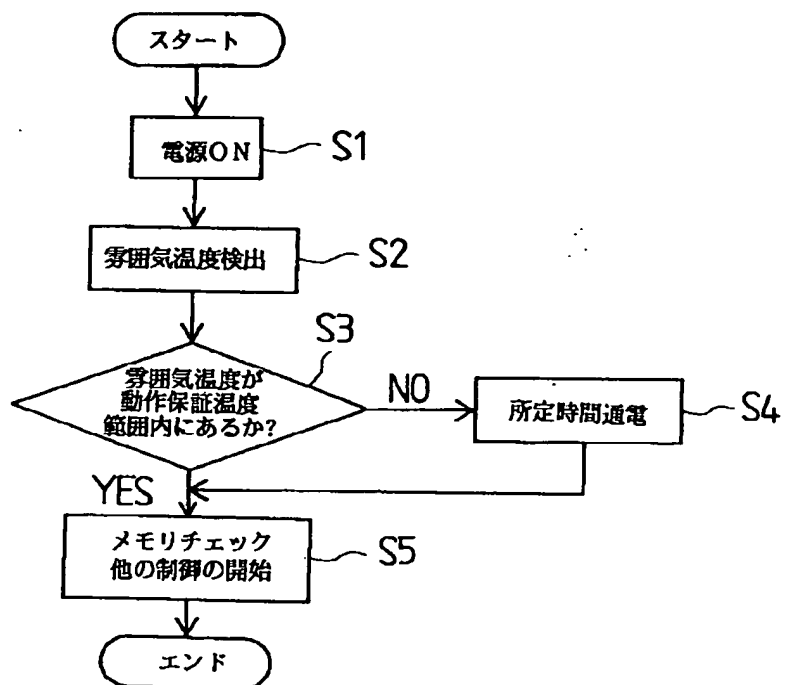 スタート
電源ON
S1
雰囲気温度検出
S2
S3
雰囲気温度が
動作保証温度
範囲内にあるか?
NO
所定時間通電
S4
YES
メモリチェック
他の制御の開始
S5
エンド